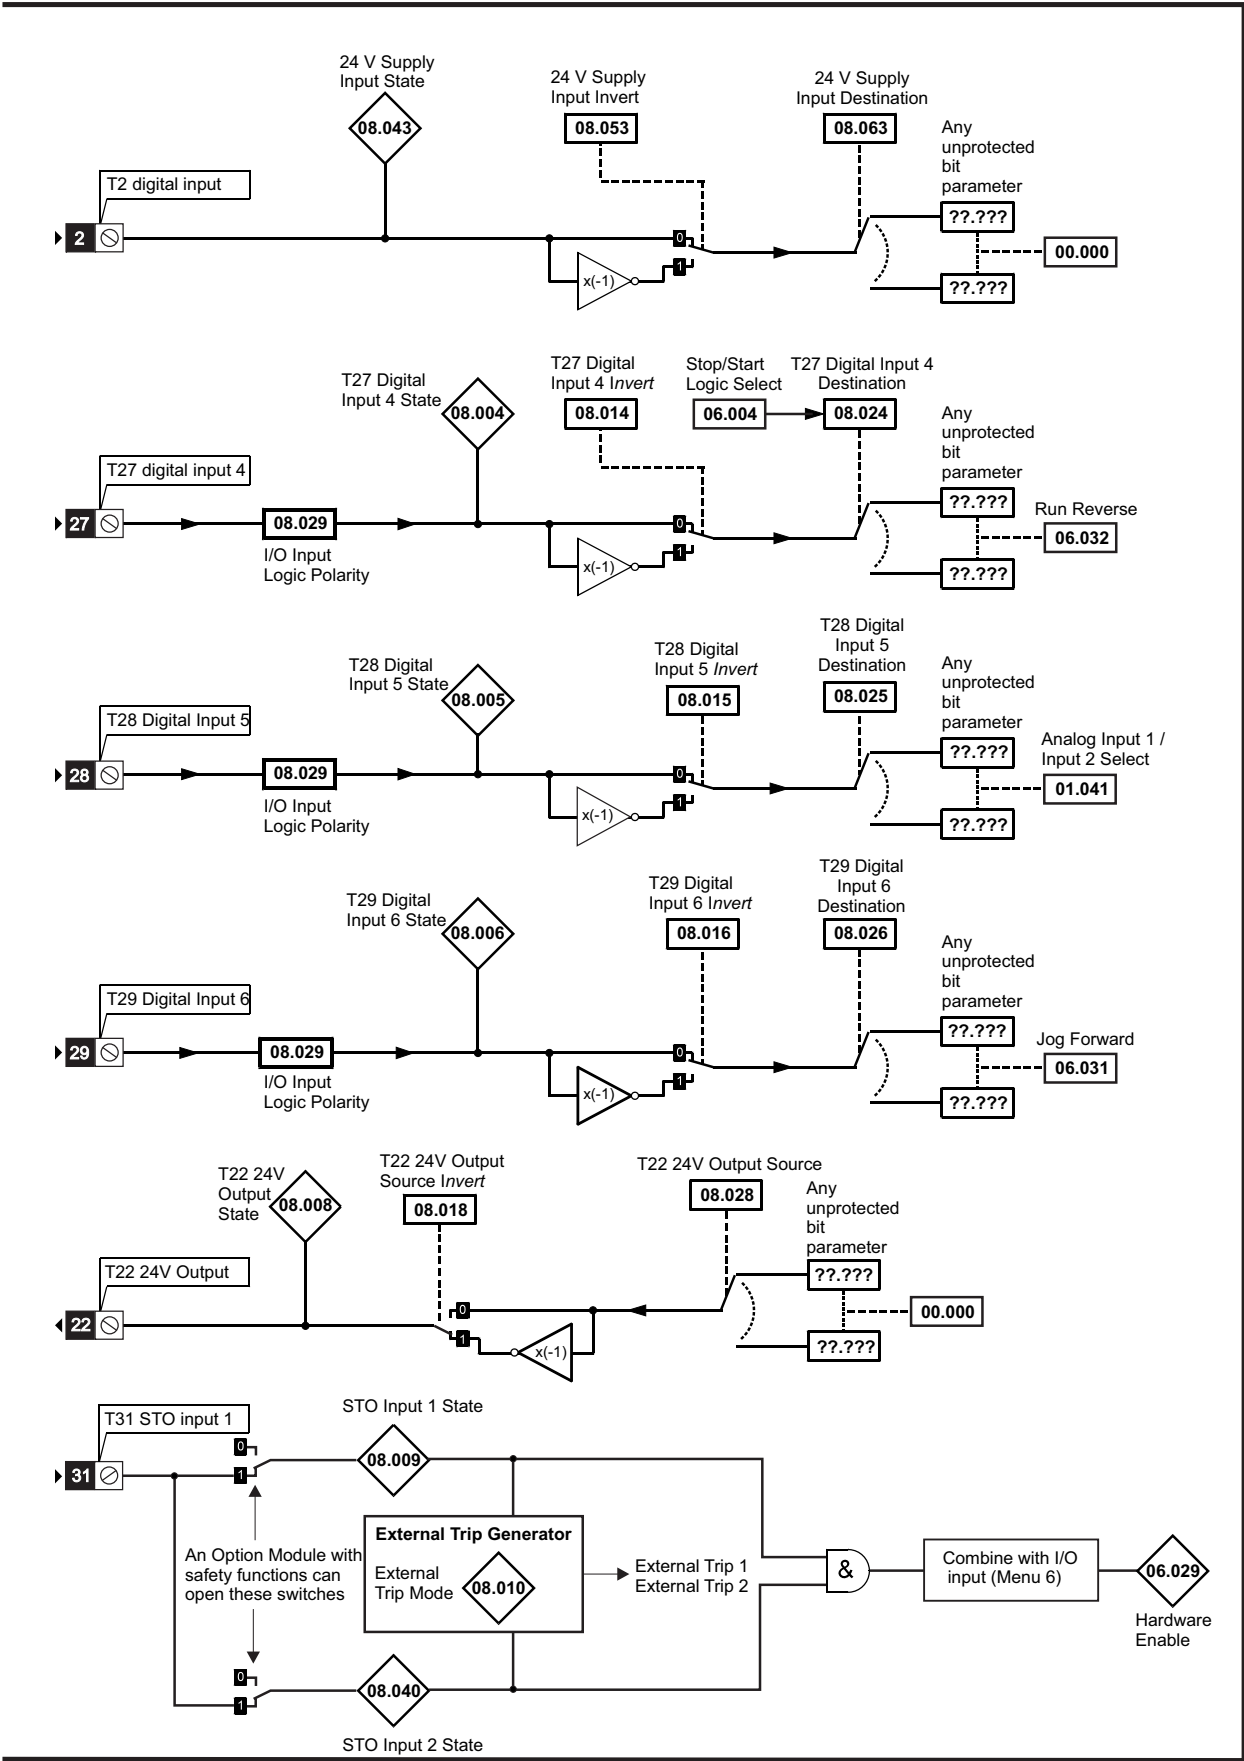 24 V Supply
Input State
08.043
24 V Supply
Input Invert
08.053
24 V Supply
Input Destination
08.063
Any
unprotected
bit
parameter
T2 digital input
2
0
1
x(-1)
??.???
??.???
00.000
T27 Digital
Input 4 State
08.004
T27 Digital
Input 4 Invert
08.014
Stop/Start
Logic Select
06.004
T27 Digital Input 4
Destination
08.024
Any
unprotected
bit
parameter
T27 digital input 4
27
08.029
I/O Input
Logic Polarity
0
1
x(-1)
??.???
??.???
Run Reverse
06.032
T28 Digital
Input 5 State
08.005
T28 Digital
Input 5 Invert
08.015
T28 Digital
Input 5
Destination
08.025
Any
unprotected
bit
parameter
T28 Digital Input 5
28
08.029
I/O Input
Logic Polarity
0
1
x(-1)
??.???
??.???
Analog Input 1 /
Input 2 Select
01.041
T29 Digital
Input 6 State
08.006
T29 Digital
Input 6 Invert
08.016
T29 Digital
Input 6
Destination
08.026
Any
unprotected
bit
parameter
T29 Digital Input 6
29
08.029
I/O Input
Logic Polarity
0
1
x(-1)
??.???
??.???
Jog Forward
06.031
T22 24V
Output
State
08.008
T22 24V Output
Source Invert
08.018
T22 24V Output Source
08.028
Any
unprotected
bit
parameter
T22 24V Output
22
0
1
x(-1)
??.???
??.???
00.000
T31 STO input 1
31
0
1
STO Input 1 State
08.009
An Option Module with
safety functions can
open these switches
External Trip Generator
External
Trip Mode
08.010
External Trip 1
External Trip 2
&
Combine with I/O
input (Menu 6)
06.029
Hardware
Enable
0
1
08.040
STO Input 2 State